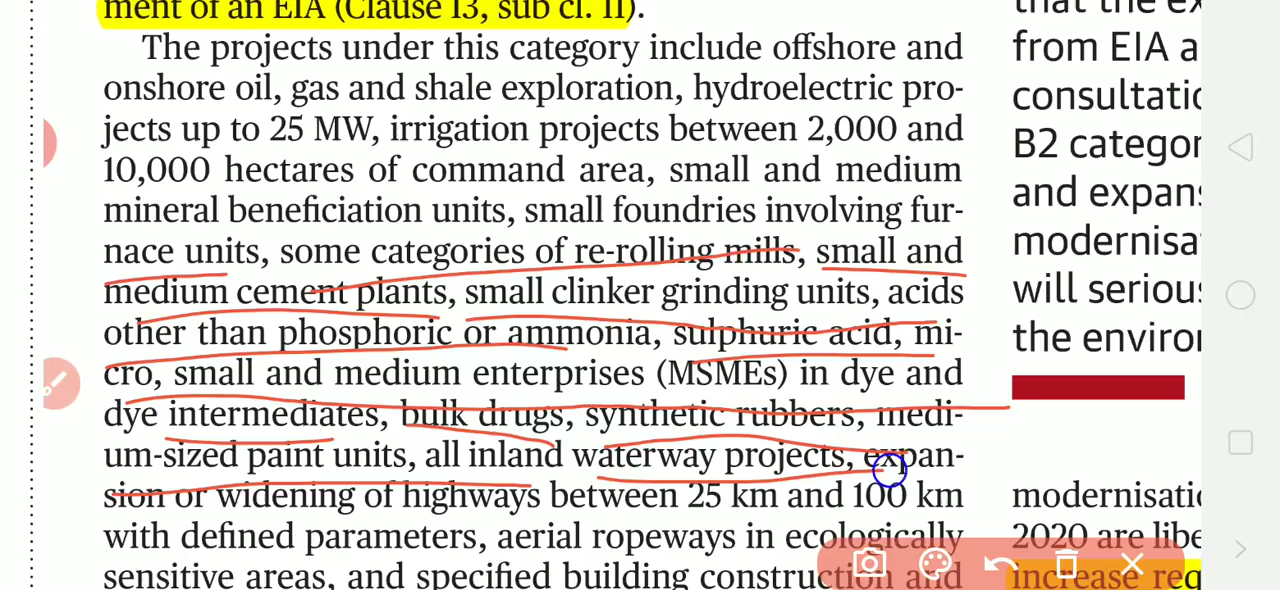 ment of an EIA (Clause 13, sub cl. 11).
The projects under this category include offshore and
onshore oil, gas and shale exploration, hydroelectric pro-
jects up to 25 MW, irrigation projects between 2,000 and
10,000 hectares of command area, small and medium
mineral beneficiation units, small foundries involving fur-
nace units, some categories of re-rolling mills, small and
medium cement plants, small clinker grinding units, acids
other than phosphoric or ammonia, sulphuric acid, mi-
cro, small and medium enterprises (MSMEs) in dye and
dye intermediates, bulk drugs, synthetic rubbers, medi-
um-sized paint units, all inland waterway projects, expan-
sion or widening of highways between 25 km and 100 km
with defined parameters, aerial ropeways in ecologically
sensitive areas, and specified building construction and
that the ex
from EIA a
consultatio
B2 categor
and expans
modernisa
will seriou
the enviro
modernisatio
2020 are libe
increase req